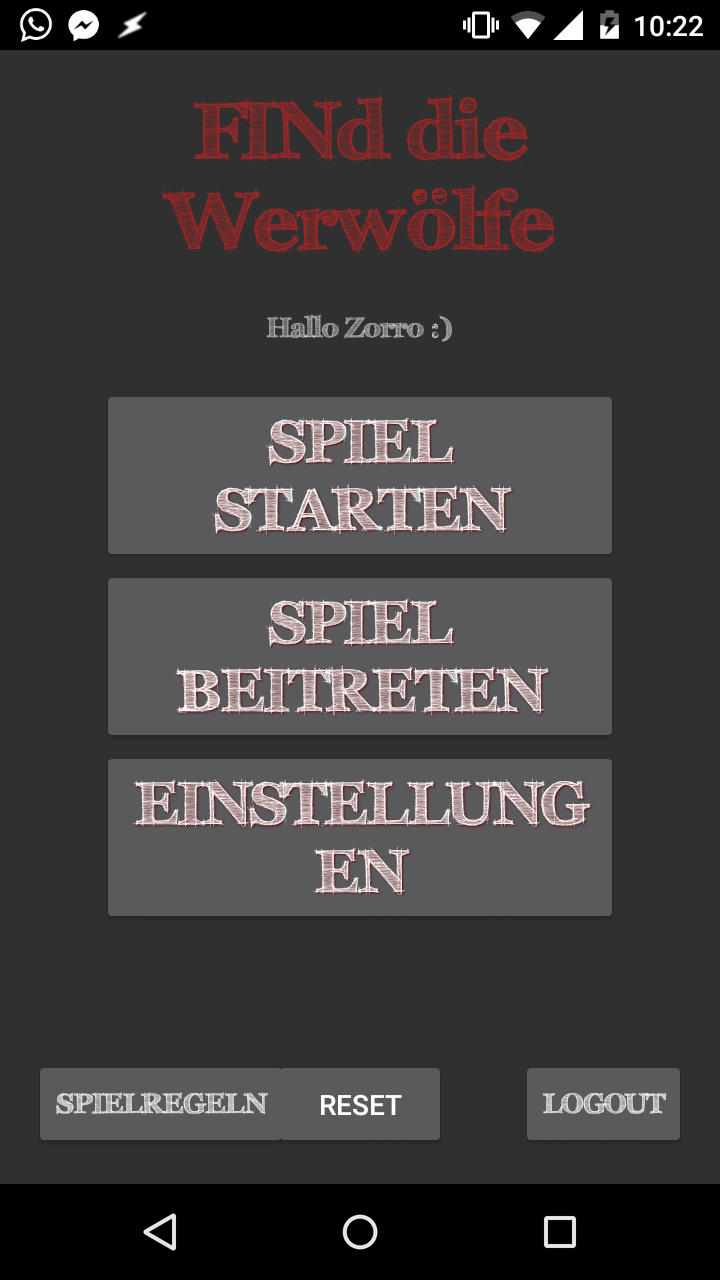 10:22
FINd die
Werwölfe
Hallo Zorro :)
SPIEL
STARTEN
SPIEL
BEITRETEN
EINSTELLUNG
EN
SPIELREGELN RESET LOGOUT